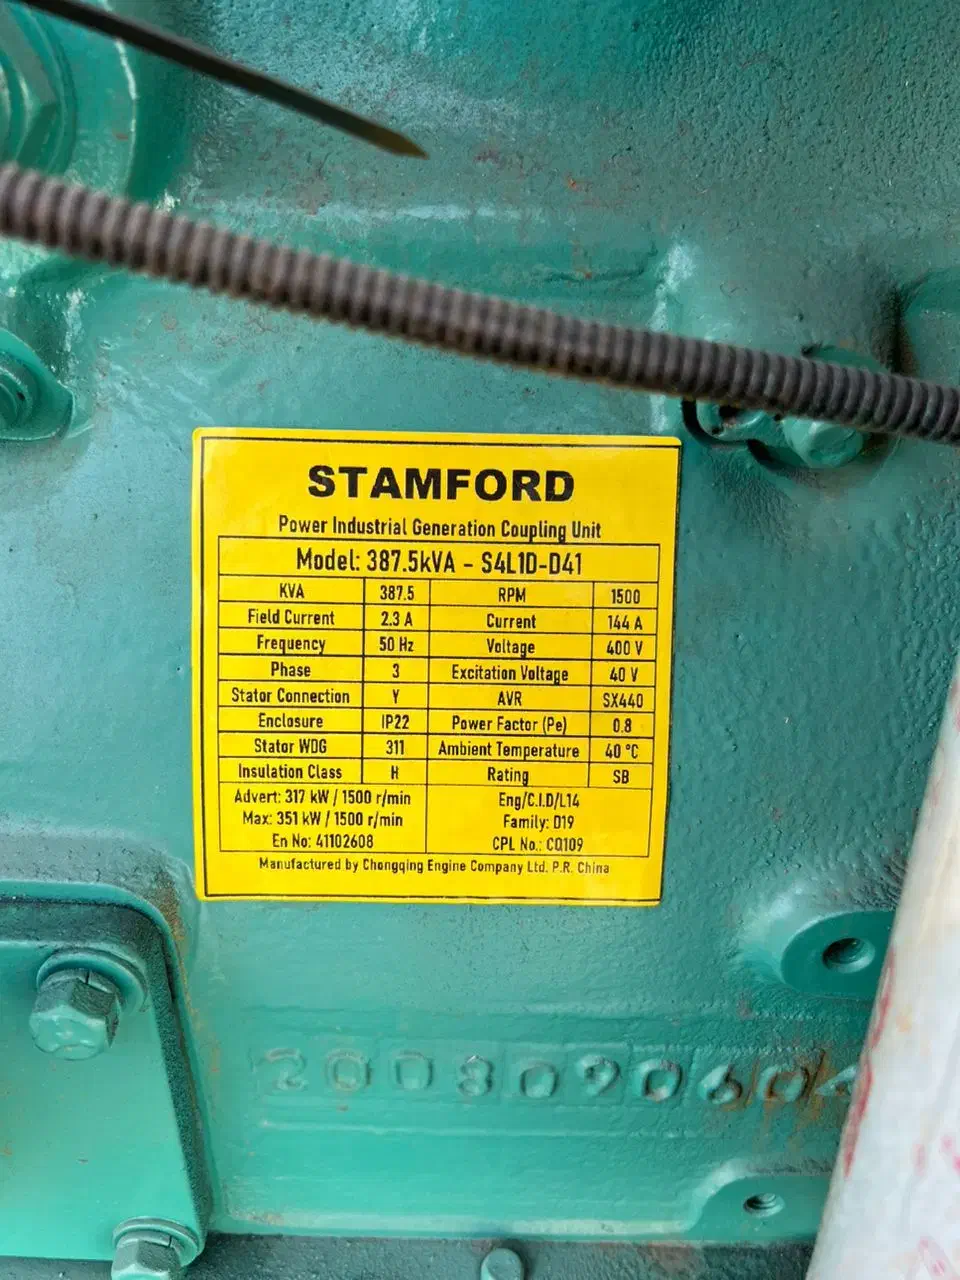 STAMFORD
Power Industrial Generation Coupling Unit
Model: 387.5kVA - S4L1D-D41
KVA 387.5 RPM 1500
Field Current 2.3 A Current 144 A
Frequency 50 Hz Voltage 400 V
Phase 3 Excitation Voltage 40 V
Stator Connection Y AVR SX440
Enclosure IP22 Power Factor (Pe) 0.8
Stator WDG 311 Ambient Temperature 40 °C
Insulation Class H Rating SB
Advert: 317 kW / 1500 r/min Eng/C.I.D/L14
Max: 351 kW / 1500 r/min Family: D19
En No: 41102608 CPL No.: CQ109
Manufactured by Chongqing Engine Company Ltd. P.R. China